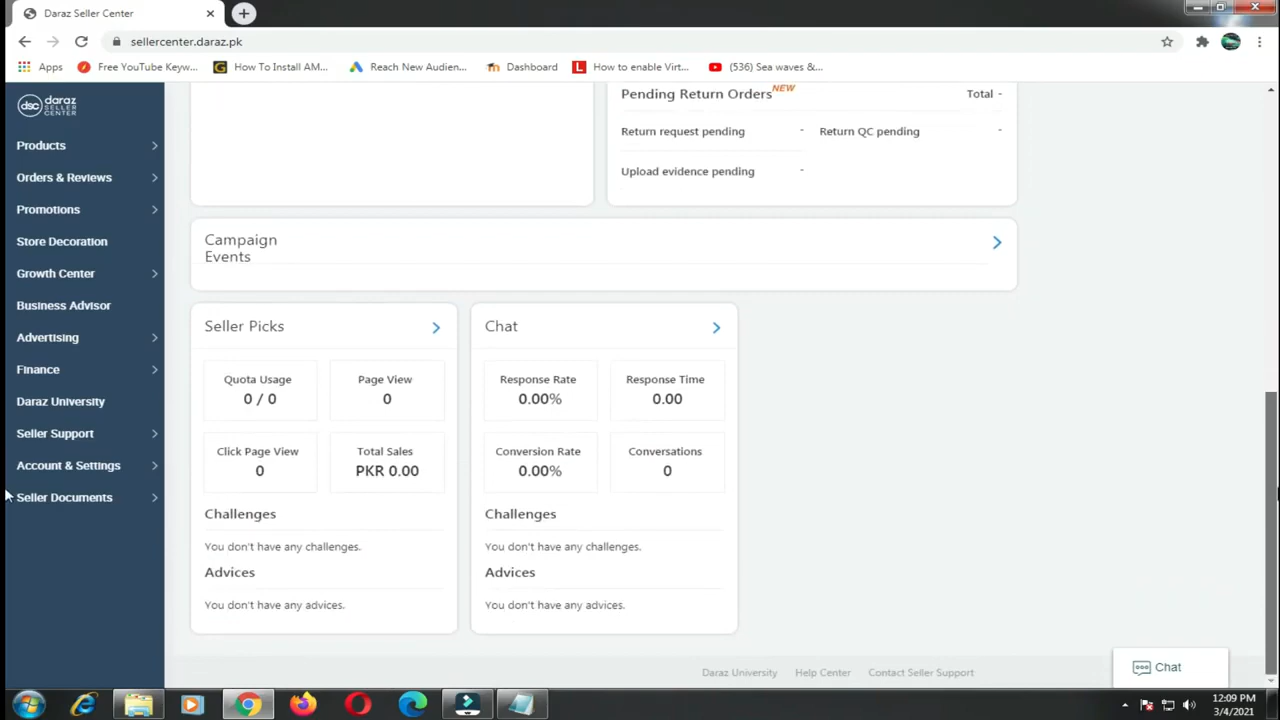 Daraz Seller Center
sellercenter.daraz.pk
Apps Free YouTube Keyw... How To Install AM... Reach New Audien... Dashboard How to enable Virt... (536) Sea waves &...
dsc daraz SELLER CENTER
Products
Orders & Reviews
Promotions
Store Decoration
Growth Center
Business Advisor
Advertising
Finance
Daraz University
Seller Support
Account & Settings
Seller Documents
Pending Return Orders NEW Total -
Return request pending - Return QC pending -
Upload evidence pending -
Campaign
Events
Seller Picks
Quota Usage Page View
0 / 0 0
Click Page View Total Sales
0 PKR 0.00
Challenges
You don't have any challenges.
Advices
You don't have any advices.
Chat
Response Rate Response Time
0.00% 0.00
Conversion Rate Conversations
0.00% 0
Challenges
You don't have any challenges.
Advices
You don't have any advices.
Daraz University Help Center Contact Seller Support
Chat
12:09 PM
3/4/2021